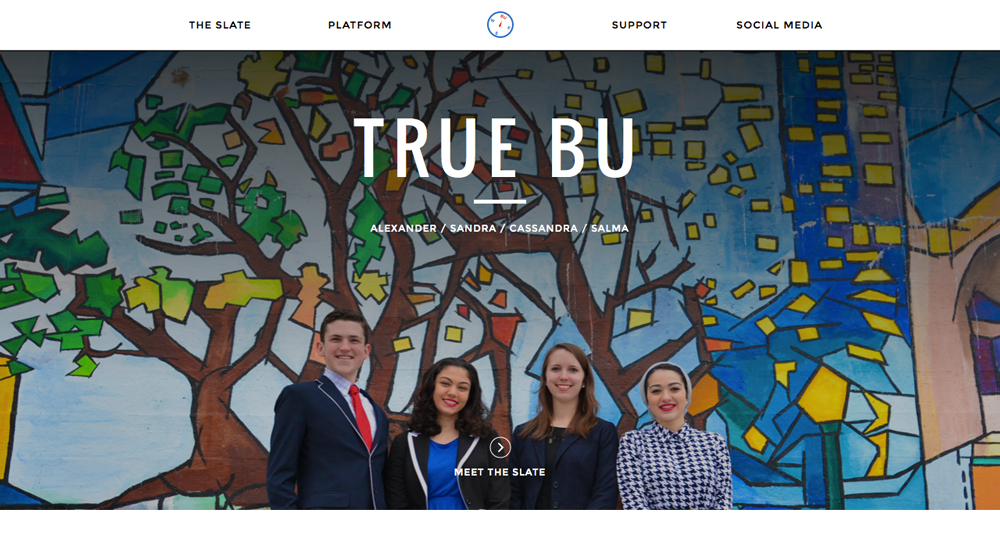 THE SLATE
PLATFORM
SUPPORT
SOCIAL MEDIA
TRUE BU
ALEXANDER / SANDRA / CASSANDRA / SALMA
MEET THE SLATE